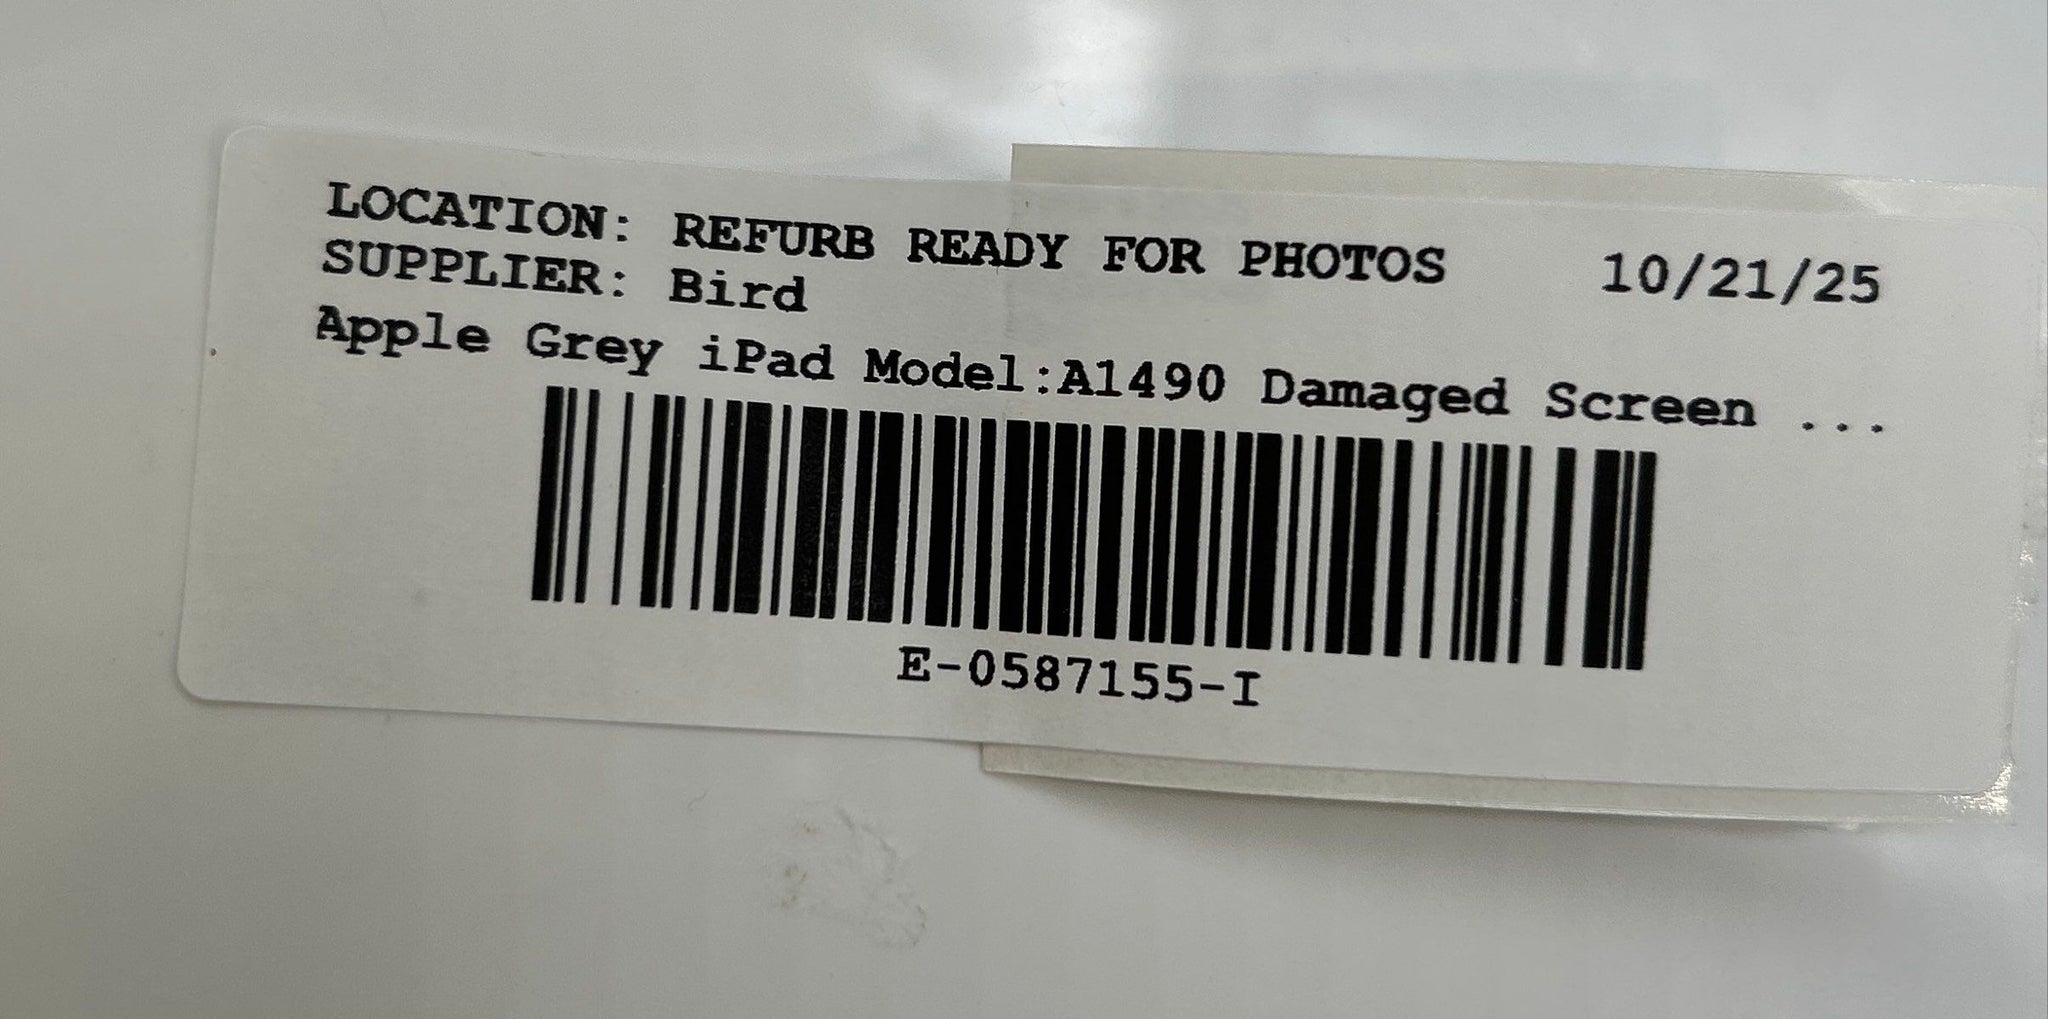 LOCATION: REFURB READY FOR PHOTOS 10/21/25
SUPPLIER: Bird
Apple Grey iPad Model:A1490 Damaged Screen ...
E-0587155-I